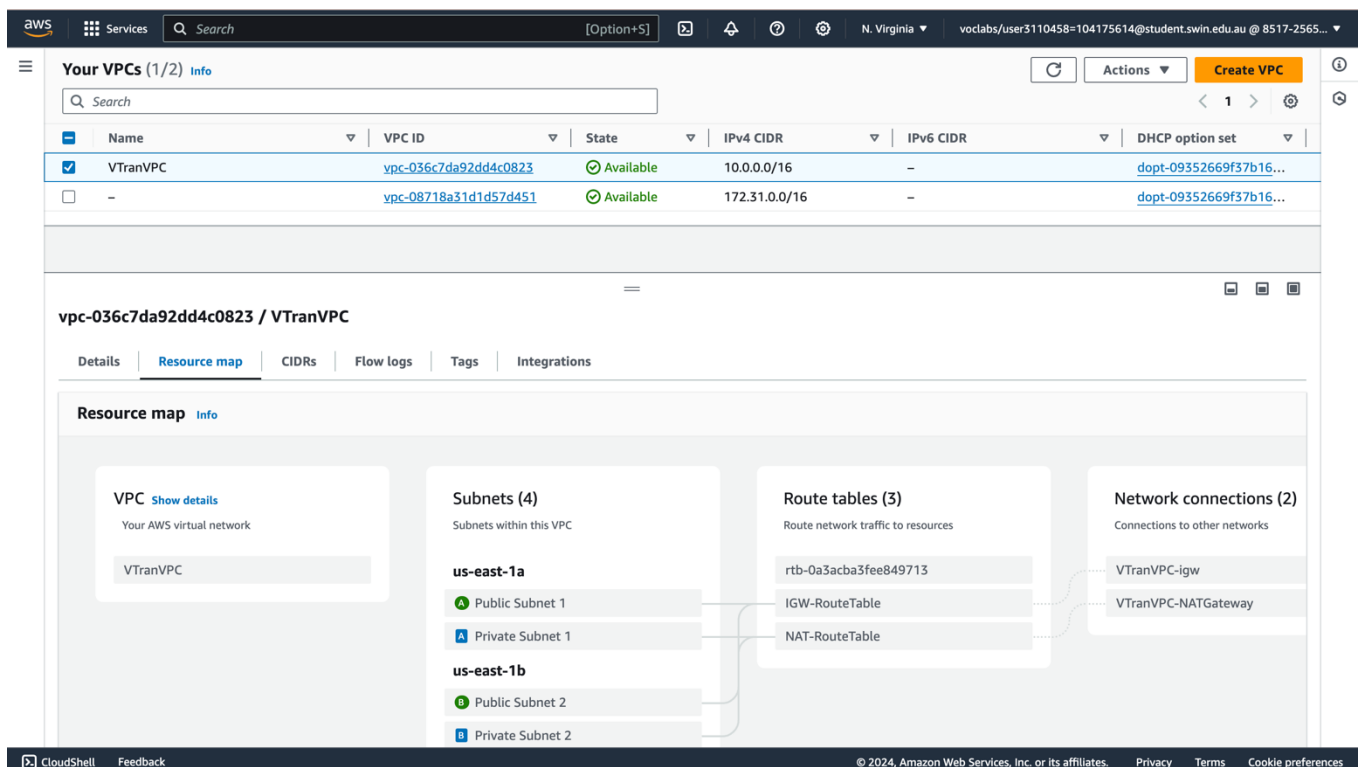 aws Services Search [Option+S] N. Virginia ▼ voclabs/user3110458=104175614@student.swin.edu.au @ 8517-2565... ▼
Your VPCs (1/2) Info Actions ▼ Create VPC
Search 1
Name VPC ID State IPv4 CIDR IPv6 CIDR DHCP option set
VTranVPC vpc-036c7da92dd4c0823 Available 10.0.0.0/16 – dopt-09352669f37b16...
– vpc-08718a31d1d57d451 Available 172.31.0.0/16 – dopt-09352669f37b16...
vpc-036c7da92dd4c0823 / VTranVPC
Details Resource map CIDRs Flow logs Tags Integrations
Resource map Info
VPC Show details
Your AWS virtual network
VTranVPC
Subnets (4)
Subnets within this VPC
us-east-1a
A Public Subnet 1
A Private Subnet 1
us-east-1b
B Public Subnet 2
B Private Subnet 2
Route tables (3)
Route network traffic to resources
rtb-0a3acba3fee849713
IGW-RouteTable
NAT-RouteTable
Network connections (2)
Connections to other networks
VTranVPC-igw
VTranVPC-NATGateway
CloudShell Feedback © 2024, Amazon Web Services, Inc. or its affiliates. Privacy Terms Cookie preferences